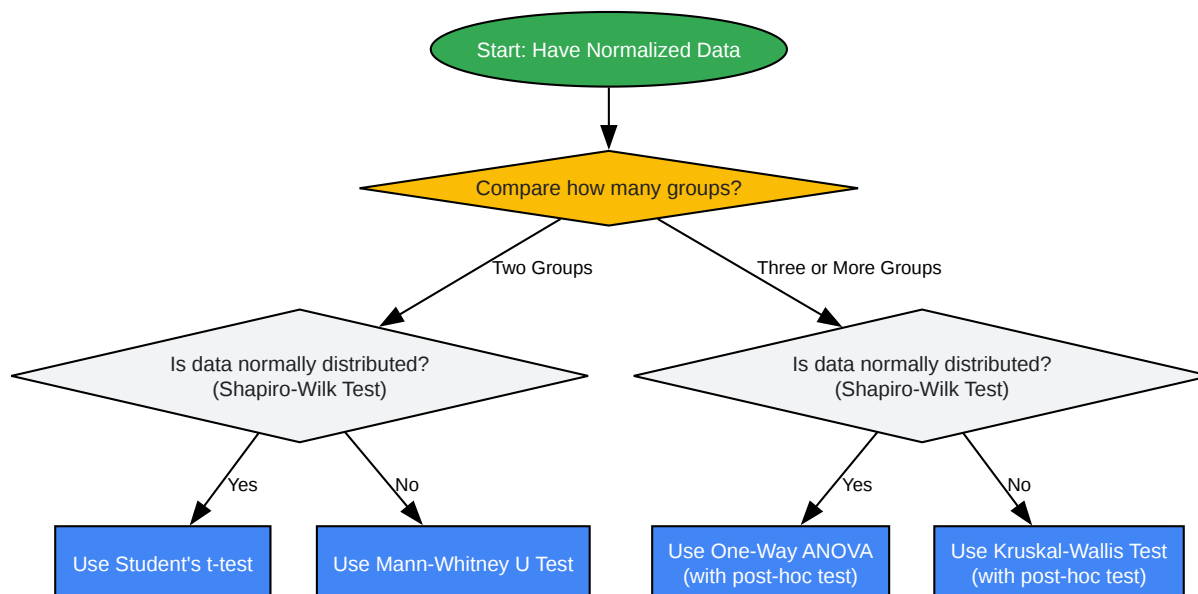 Start: Have Normalized Data
Compare how many groups?
Two Groups
Three or More Groups
Is data normally distributed?
(Shapiro-Wilk Test)
Is data normally distributed?
(Shapiro-Wilk Test)
Yes
No
Yes
No
Use Student's t-test
Use Mann-Whitney U Test
Use One-Way ANOVA
(with post-hoc test)
Use Kruskal-Wallis Test
(with post-hoc test)